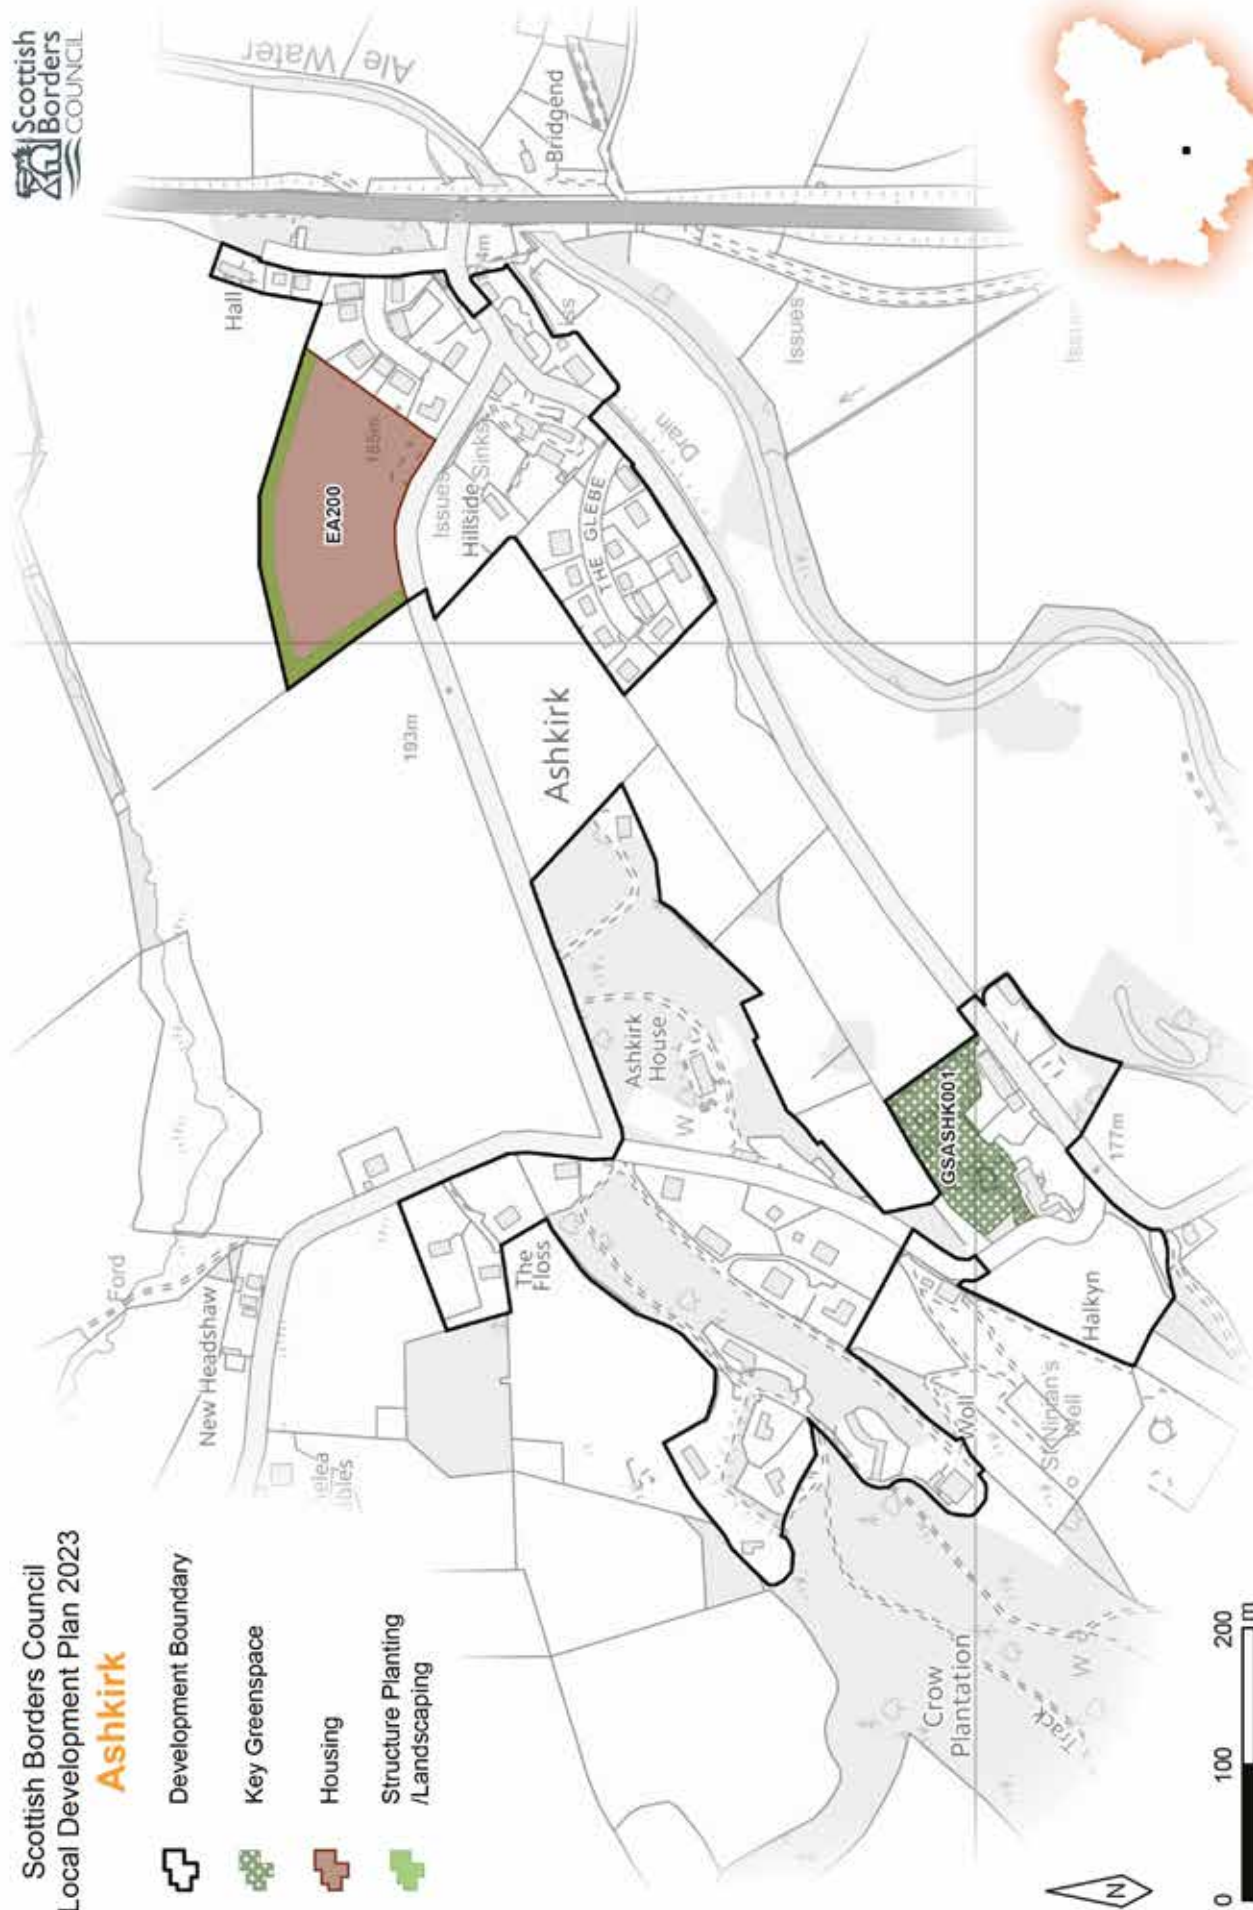 Scottish Borders Council
Local Development Plan 2023
Ashkirk
Development Boundary
Key Greenspace
Housing
Structure Planting
/Landscaping
Scottish
Borders
COUNCIL
Ale Water
Bridgend
Hall
EA200
185m
Issues
Hillside
Sinks
THE GLEBE
Drain
Issues
193m
Ashkirk
Ashkirk
House
W
GSASHK001
177m
Ford
New Headshaw
The
Floss
Halkyn
Woll
St Ninian's
Woll
Crow
Plantation
Track
W
N
0
100
200
m